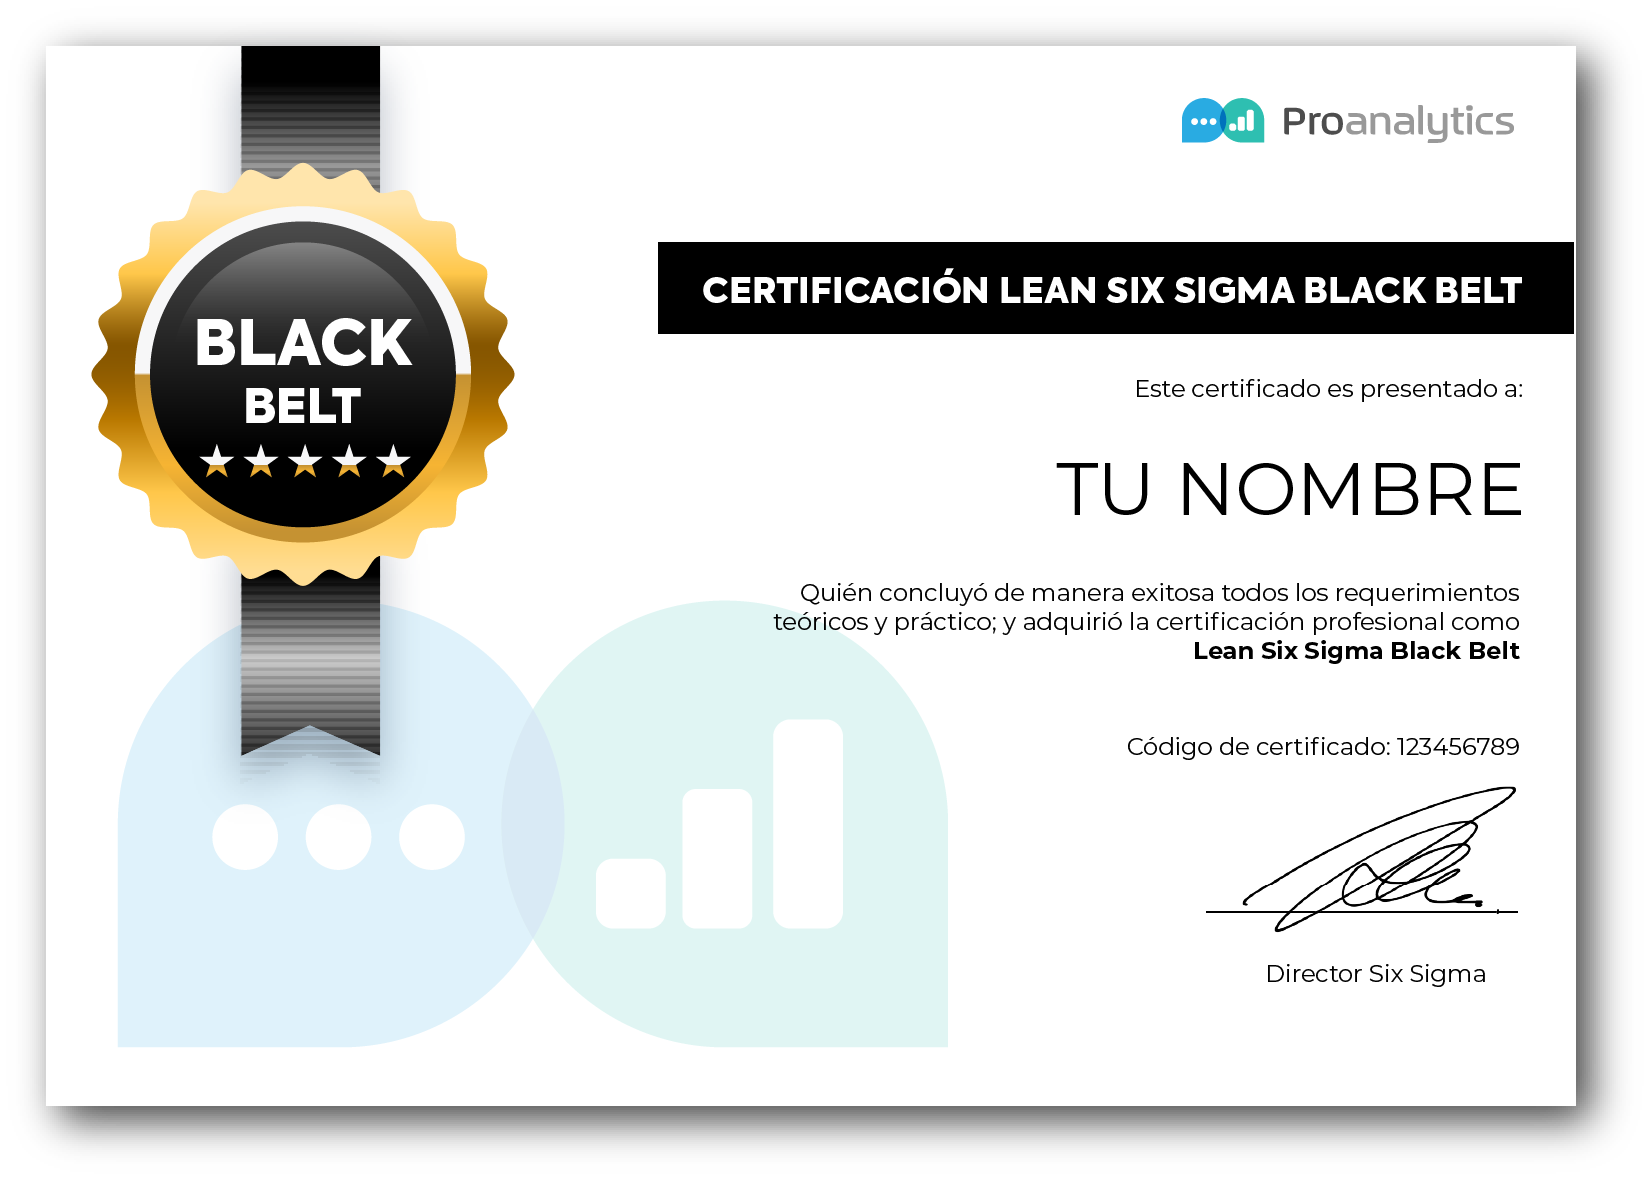 Proanalytics
BLACK
BELT
CERTIFICACIÓN LEAN SIX SIGMA BLACK BELT
Este certificado es presentado a:
TU NOMBRE
Quién concluyó de manera exitosa todos los requerimientos
teóricos y práctico; y adquirió la certificación profesional como
Lean Six Sigma Black Belt
Código de certificado: 123456789
Director Six Sigma